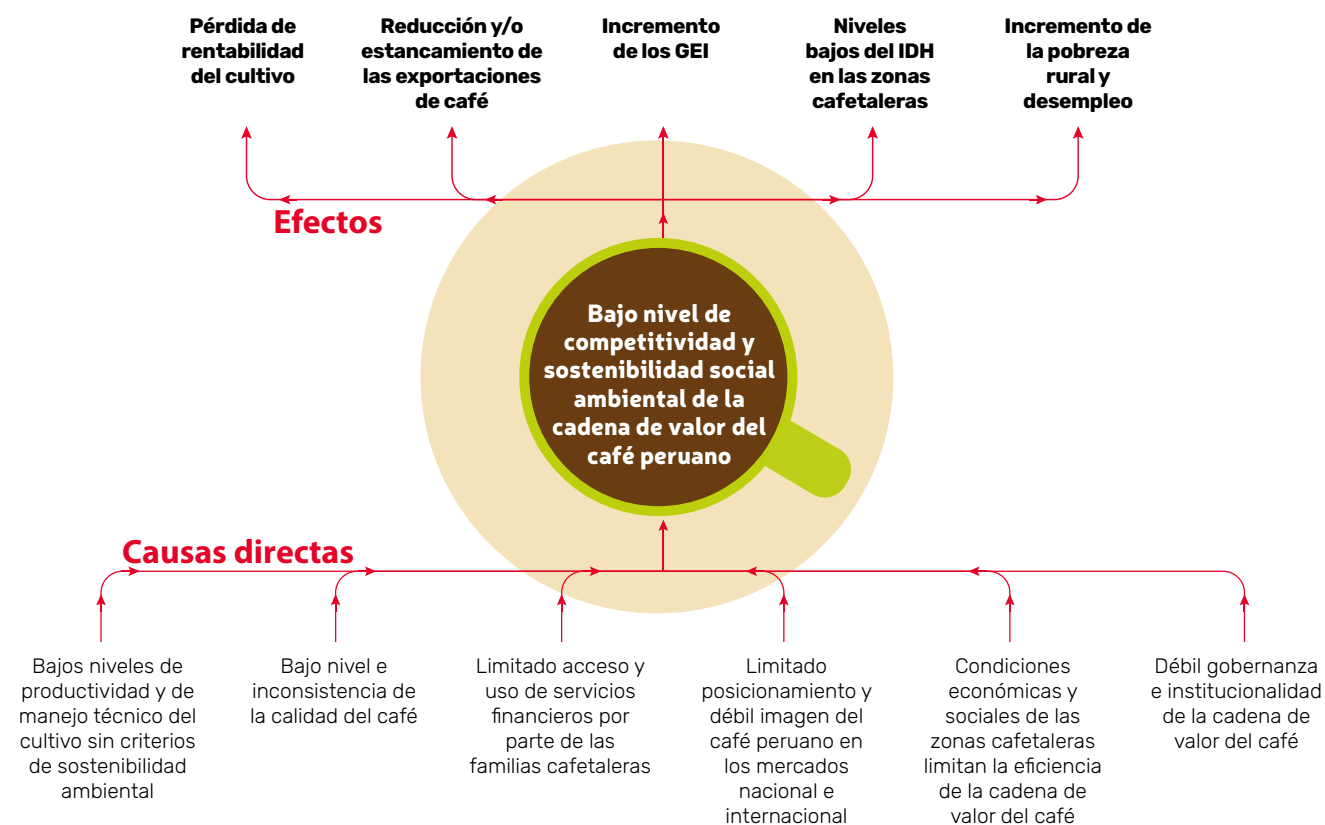 Pérdida de
rentabilidad
del cultivo
Reducción y/o
estancamiento de
las exportaciones
de café
Incremento
de los GEI
Niveles
bajos del IDH
en las zonas
cafetaleras
Incremento de
la pobreza
rural y
desempleo
Efectos
Bajo nivel de
competitividad y
sostenibilidad social
ambiental de la
cadena de valor del
café peruano
Causas directas
Bajos niveles de
productividad y de
manejo técnico del
cultivo sin criterios
de sostenibilidad
ambiental
Bajo nivel e
inconsistencia de
la calidad del café
Limitado acceso y
uso de servicios
financieros por
parte de las
familias cafetaleras
Limitado
posicionamiento y
débil imagen del
café peruano en
los mercados
nacional e
internacional
Condiciones
económicas y
sociales de las
zonas cafetaleras
limitan la eficiencia
de la cadena de
valor del café
Débil gobernanza
e institucionalidad
de la cadena de
valor del café